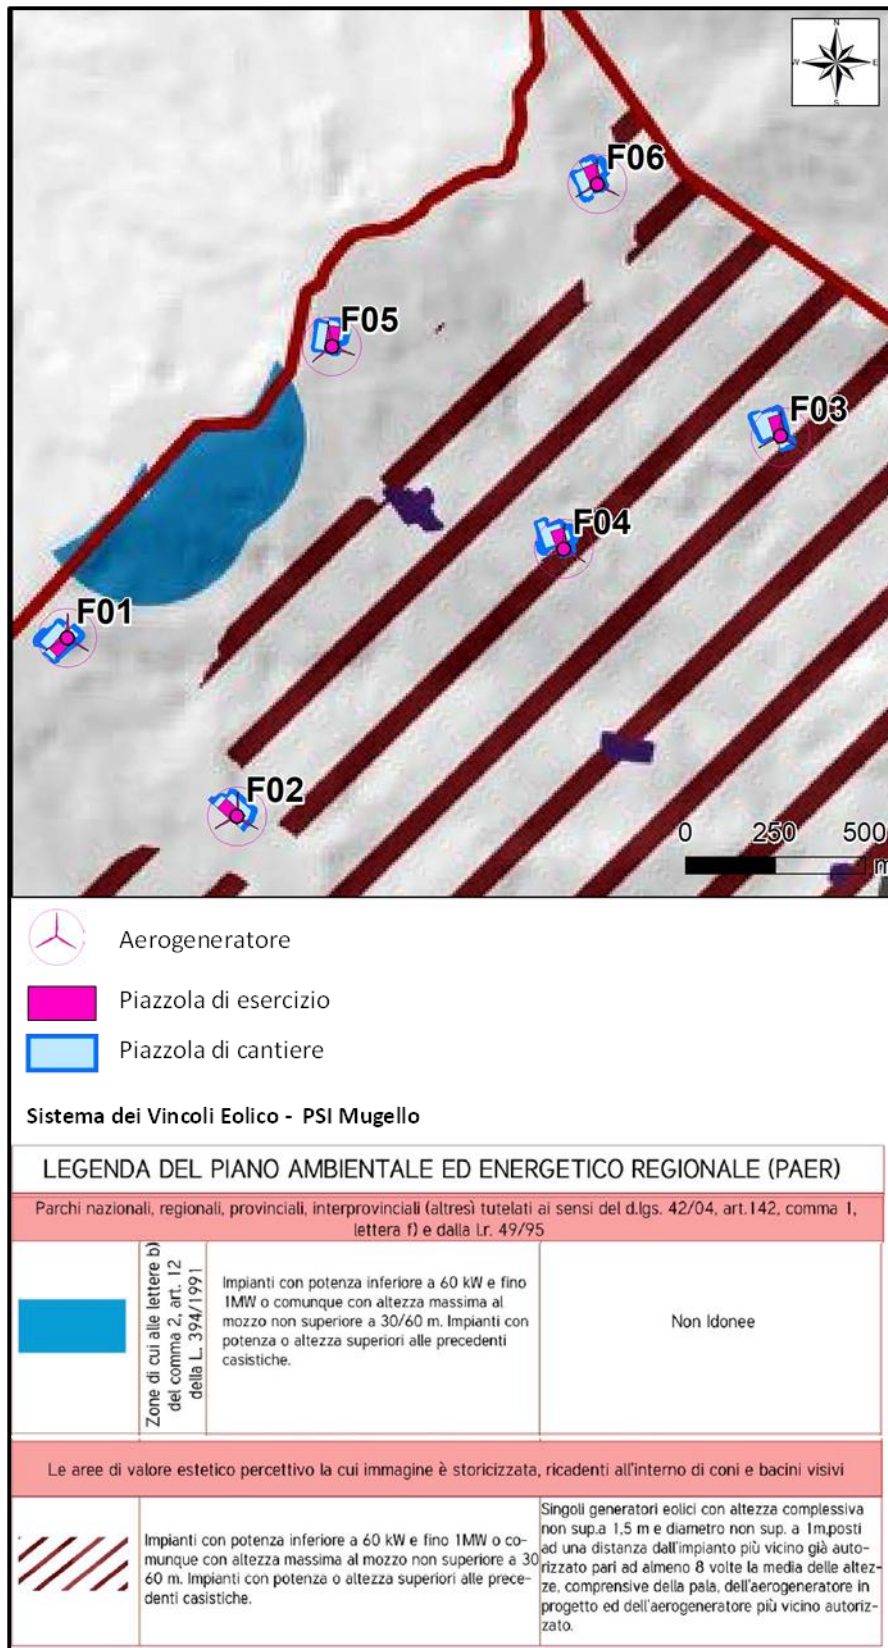 N
W
E
S
F06
F05
F03
F04
F01
F02
0 250 500
m
Aerogeneratore
Piazzola di esercizio
Piazzola di cantiere
Sistema dei Vincoli Eolico - PSI Mugello
LEGENDA DEL PIANO AMBIENTALE ED ENERGETICO REGIONALE (PAER)
Parchi nazionali, regionali, provinciali, interprovinciali (altresì tutelati ai sensi del d.lgs. 42/04, art.142, comma 1,
lettera f) e dalla l.r. 49/95
Zone di cui alle lettere b)
del comma 2, art. 12
della L. 394/1991
Impianti con potenza inferiore a 60 kW e fino
1MW o comunque con altezza massima al
mozzo non superiore a 30/60 m. Impianti con
potenza o altezza superiori alle precedenti
casistiche.
Non Idonee
Le aree di valore estetico percettivo la cui immagine è storicizzata, ricadenti all'interno di coni e bacini visivi
Impianti con potenza inferiore a 60 kW e fino 1MW o co-
munque con altezza massima al mozzo non superiore a 30
60 m. Impianti con potenza o altezza superiori alle prece-
denti casistiche.
Singoli generatori eolici con altezza complessiva
non sup.a 1,5 m e diametro non sup. a 1m,posti
ad una distanza dall'impianto più vicino già auto-
rizzato pari ad almeno 8 volte la media delle altez-
ze, comprensive della pala, dell'aerogeneratore in
progetto ed dell'aerogeneratore più vicino autoriz-
zato.